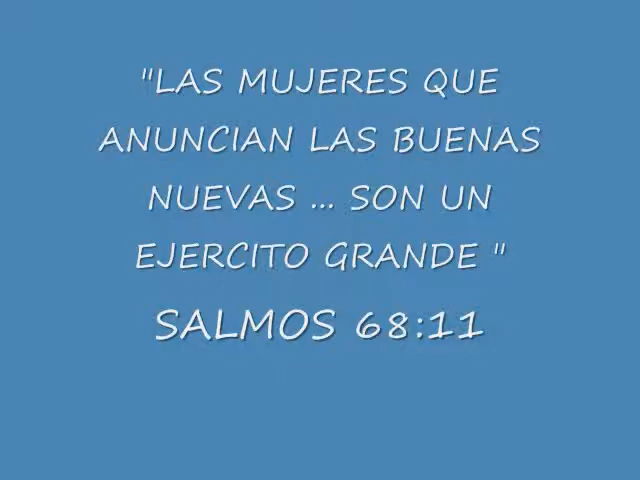 "LAS MUJERES QUE
ANUNCIAN LAS BUENAS
NUEVAS ... SON UN
EJERCITO GRANDE "
SALMOS 68:11